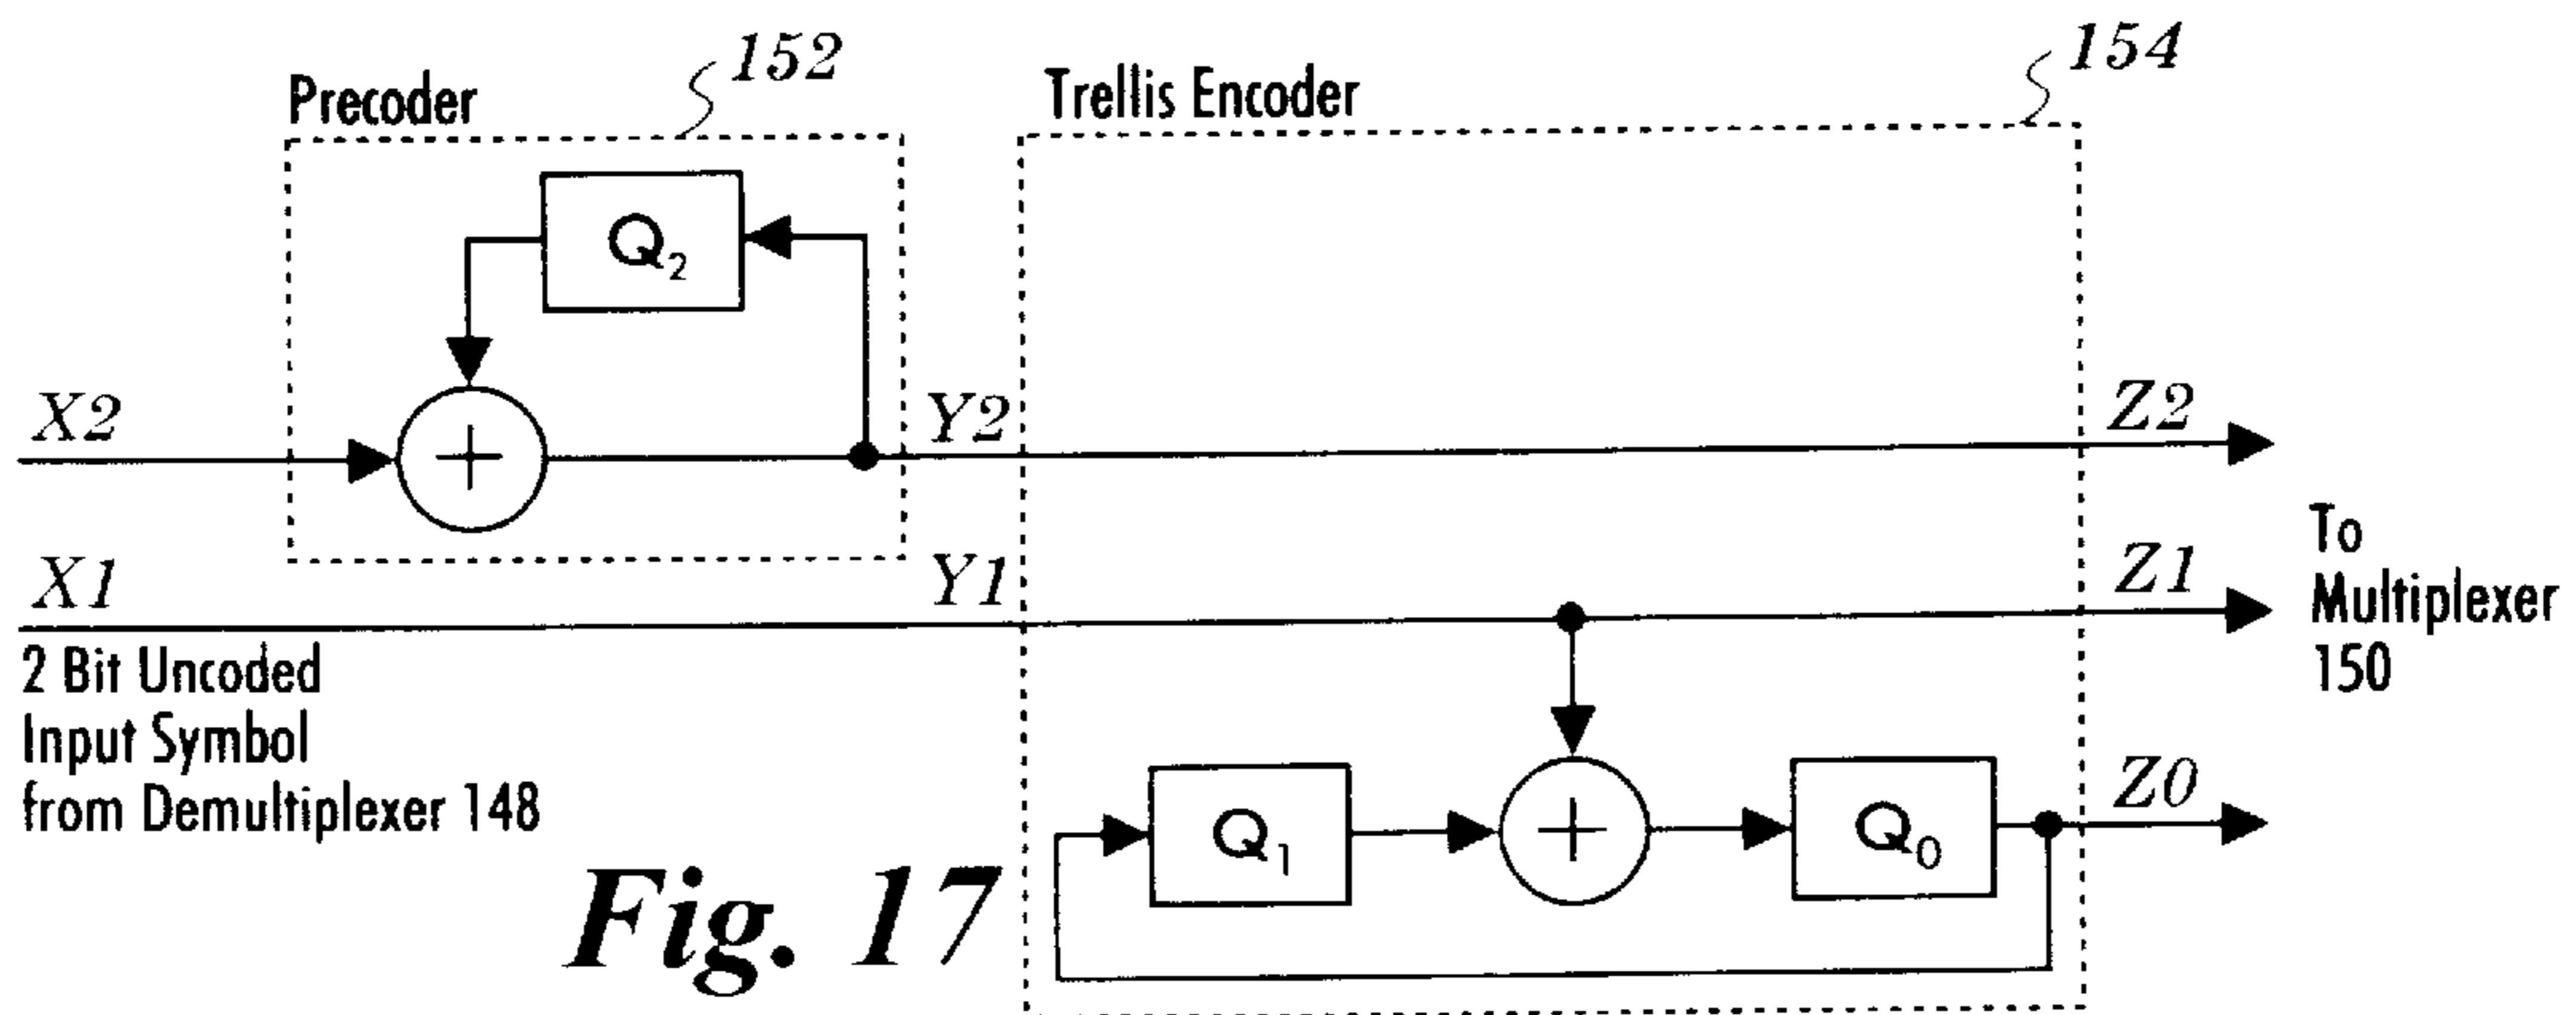 152
154
Precoder
Trellis Encoder
Q2
X2
Y2
Z2
X1
Y1
Z1
To
Multiplexer
150
2 Bit Uncoded
Input Symbol
from Demultiplexer 148
Q1
Q0
Z0
Fig. 17